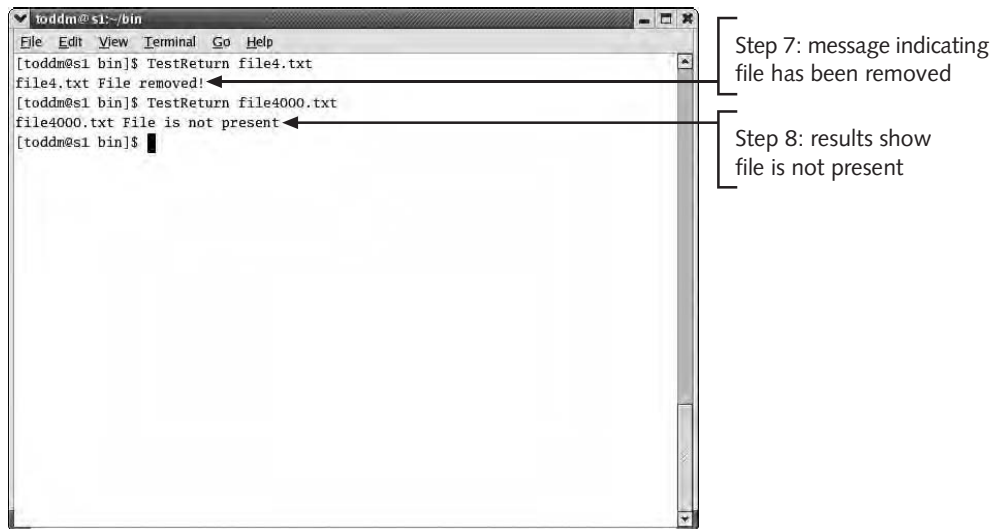 toddm@s1:~/bin
File Edit View Terminal Go Help
[toddm@s1 bin]$ TestReturn file4.txt
file4.txt File removed!
[toddm@s1 bin]$ TestReturn file4000.txt
file4000.txt File is not present
[toddm@s1 bin]$
Step 7: message indicating
file has been removed
Step 8: results show
file is not present